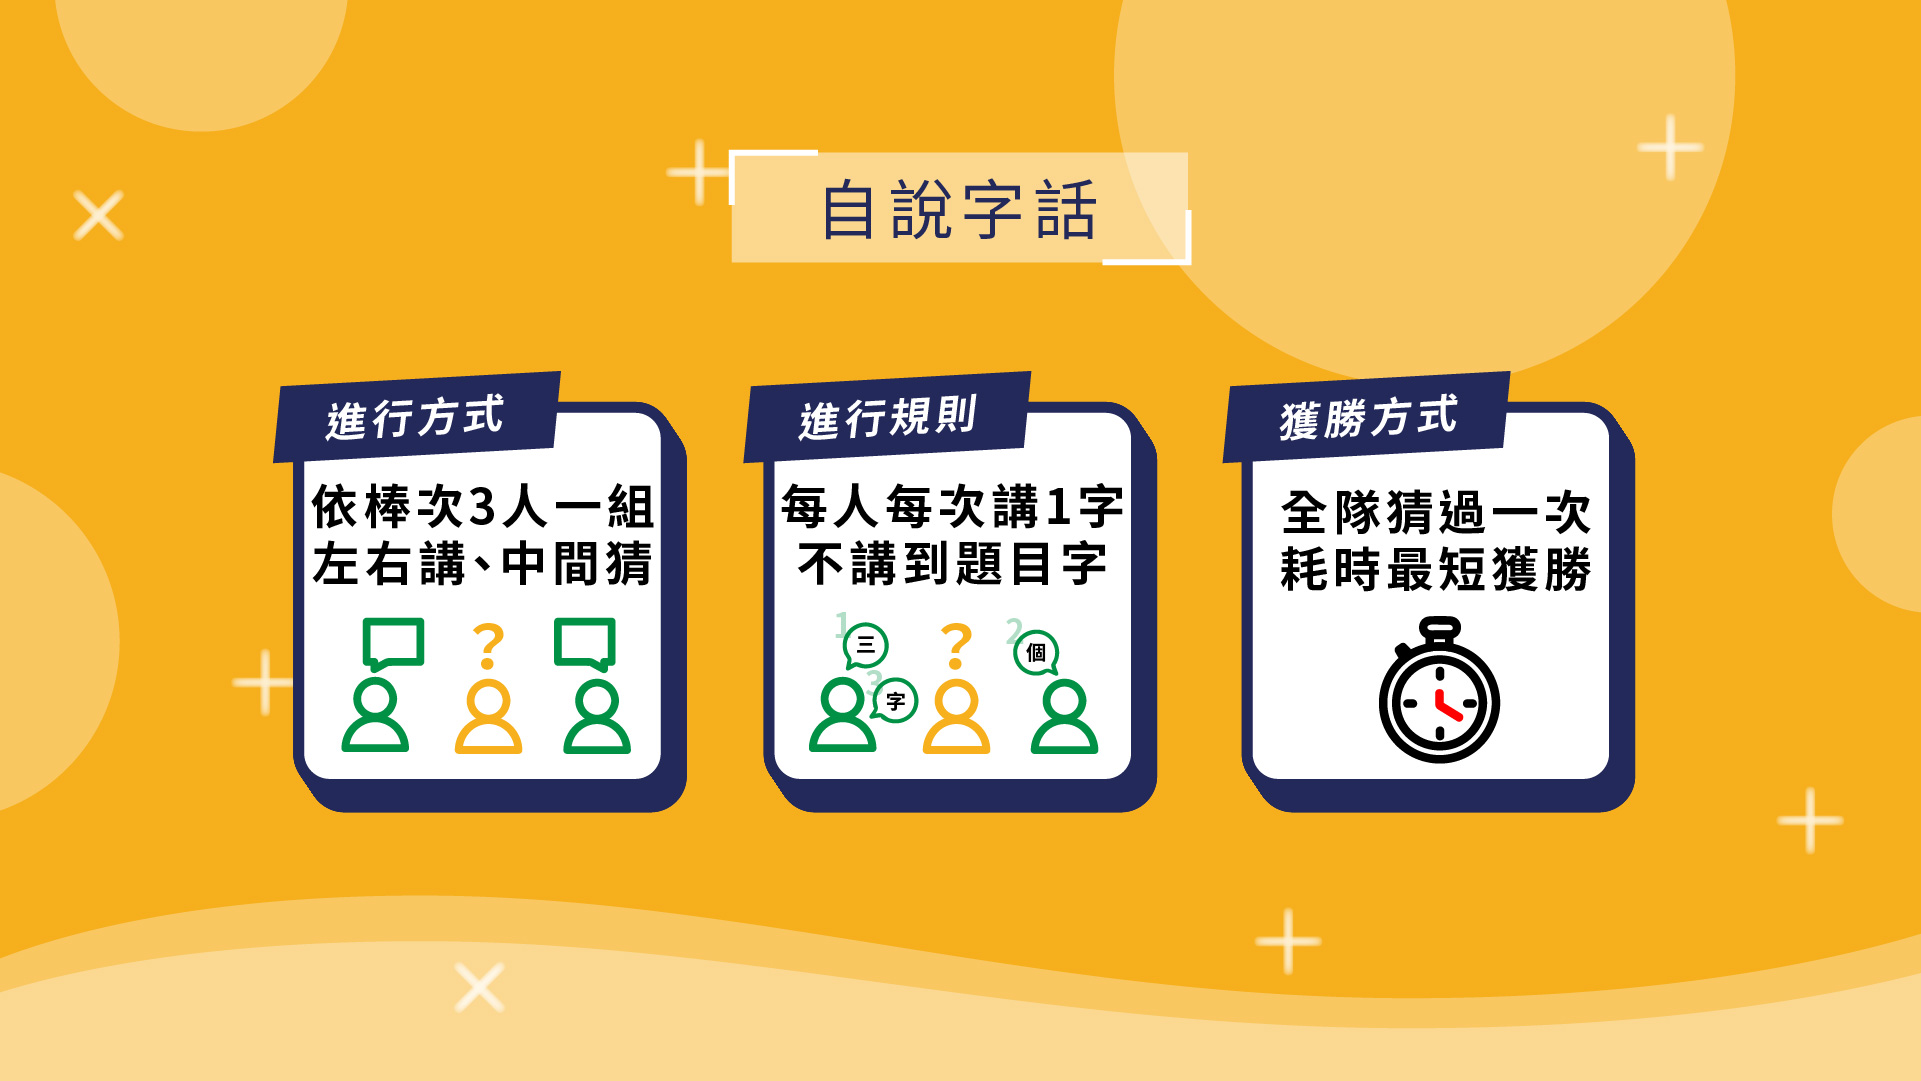 自說字話
進行方式
依棒次3人一組
左右講、中間猜
?
進行規則
每人每次講1字
不講到題目字
1
三
3
字
?
2
個
獲勝方式
全隊猜過一次
耗時最短獲勝